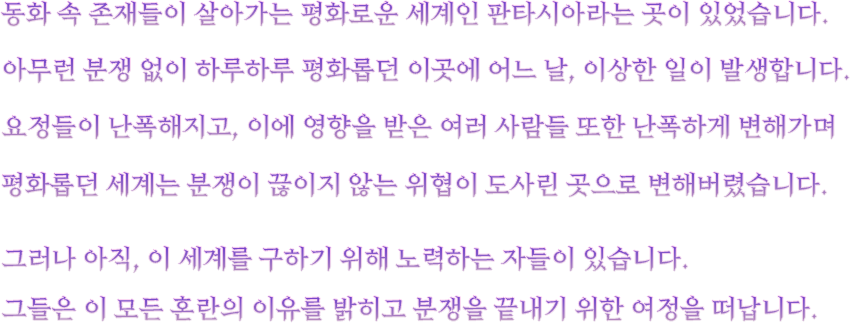 동화 속 존재들이 살아가는 평화로운 세계인 판타시아라는 곳이 있었습니다.
아무런 분쟁 없이 하루하루 평화롭던 이곳에 어느 날, 이상한 일이 발생합니다.
요정들이 난폭해지고, 이에 영향을 받은 여러 사람들 또한 난폭하게 변해가며
평화롭던 세계는 분쟁이 끊이지 않는 위협이 도사린 곳으로 변해버렸습니다.
그러나 아직, 이 세계를 구하기 위해 노력하는 자들이 있습니다.
그들은 이 모든 혼란의 이유를 밝히고 분쟁을 끝내기 위한 여정을 떠납니다.